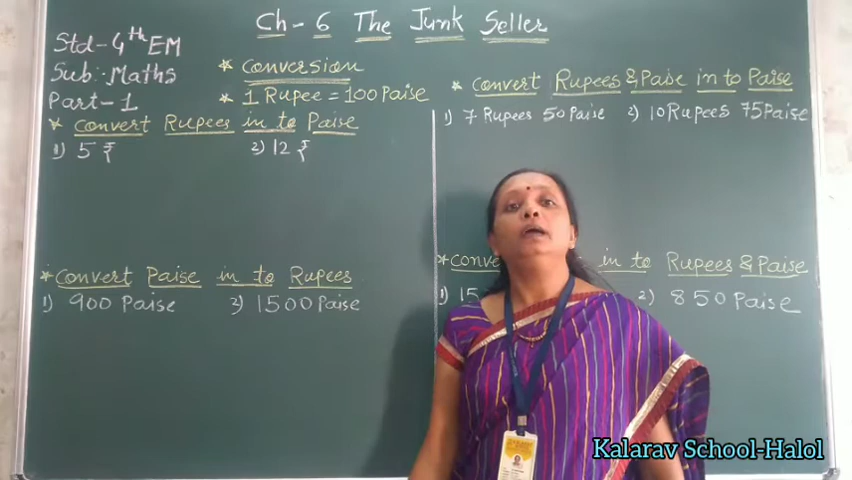 Ch - 6 The Junk Seller
Std - 4th EM
Sub:- Maths
Part - 1
* Conversion
* 1 Rupee = 100 Paise
* Convert Rupees in to Paise
1) 5 ₹ 2) 12 ₹
* Convert Rupees & Paise in to Paise
1) 7 Rupees 50 Paise 2) 10 Rupees 75 Paise
* Convert Paise in to Rupees
1) 900 Paise 2) 1500 Paise
in to Rupees & Paise
1) 2) 850 Paise
Kalarav School-Halol